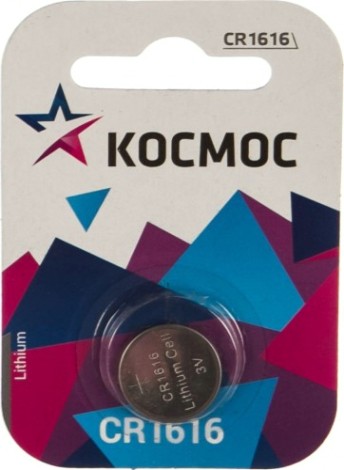 CR1616
КОСМОС
Lithium
+
CR1616
Lithium Cell
3V
CR1616